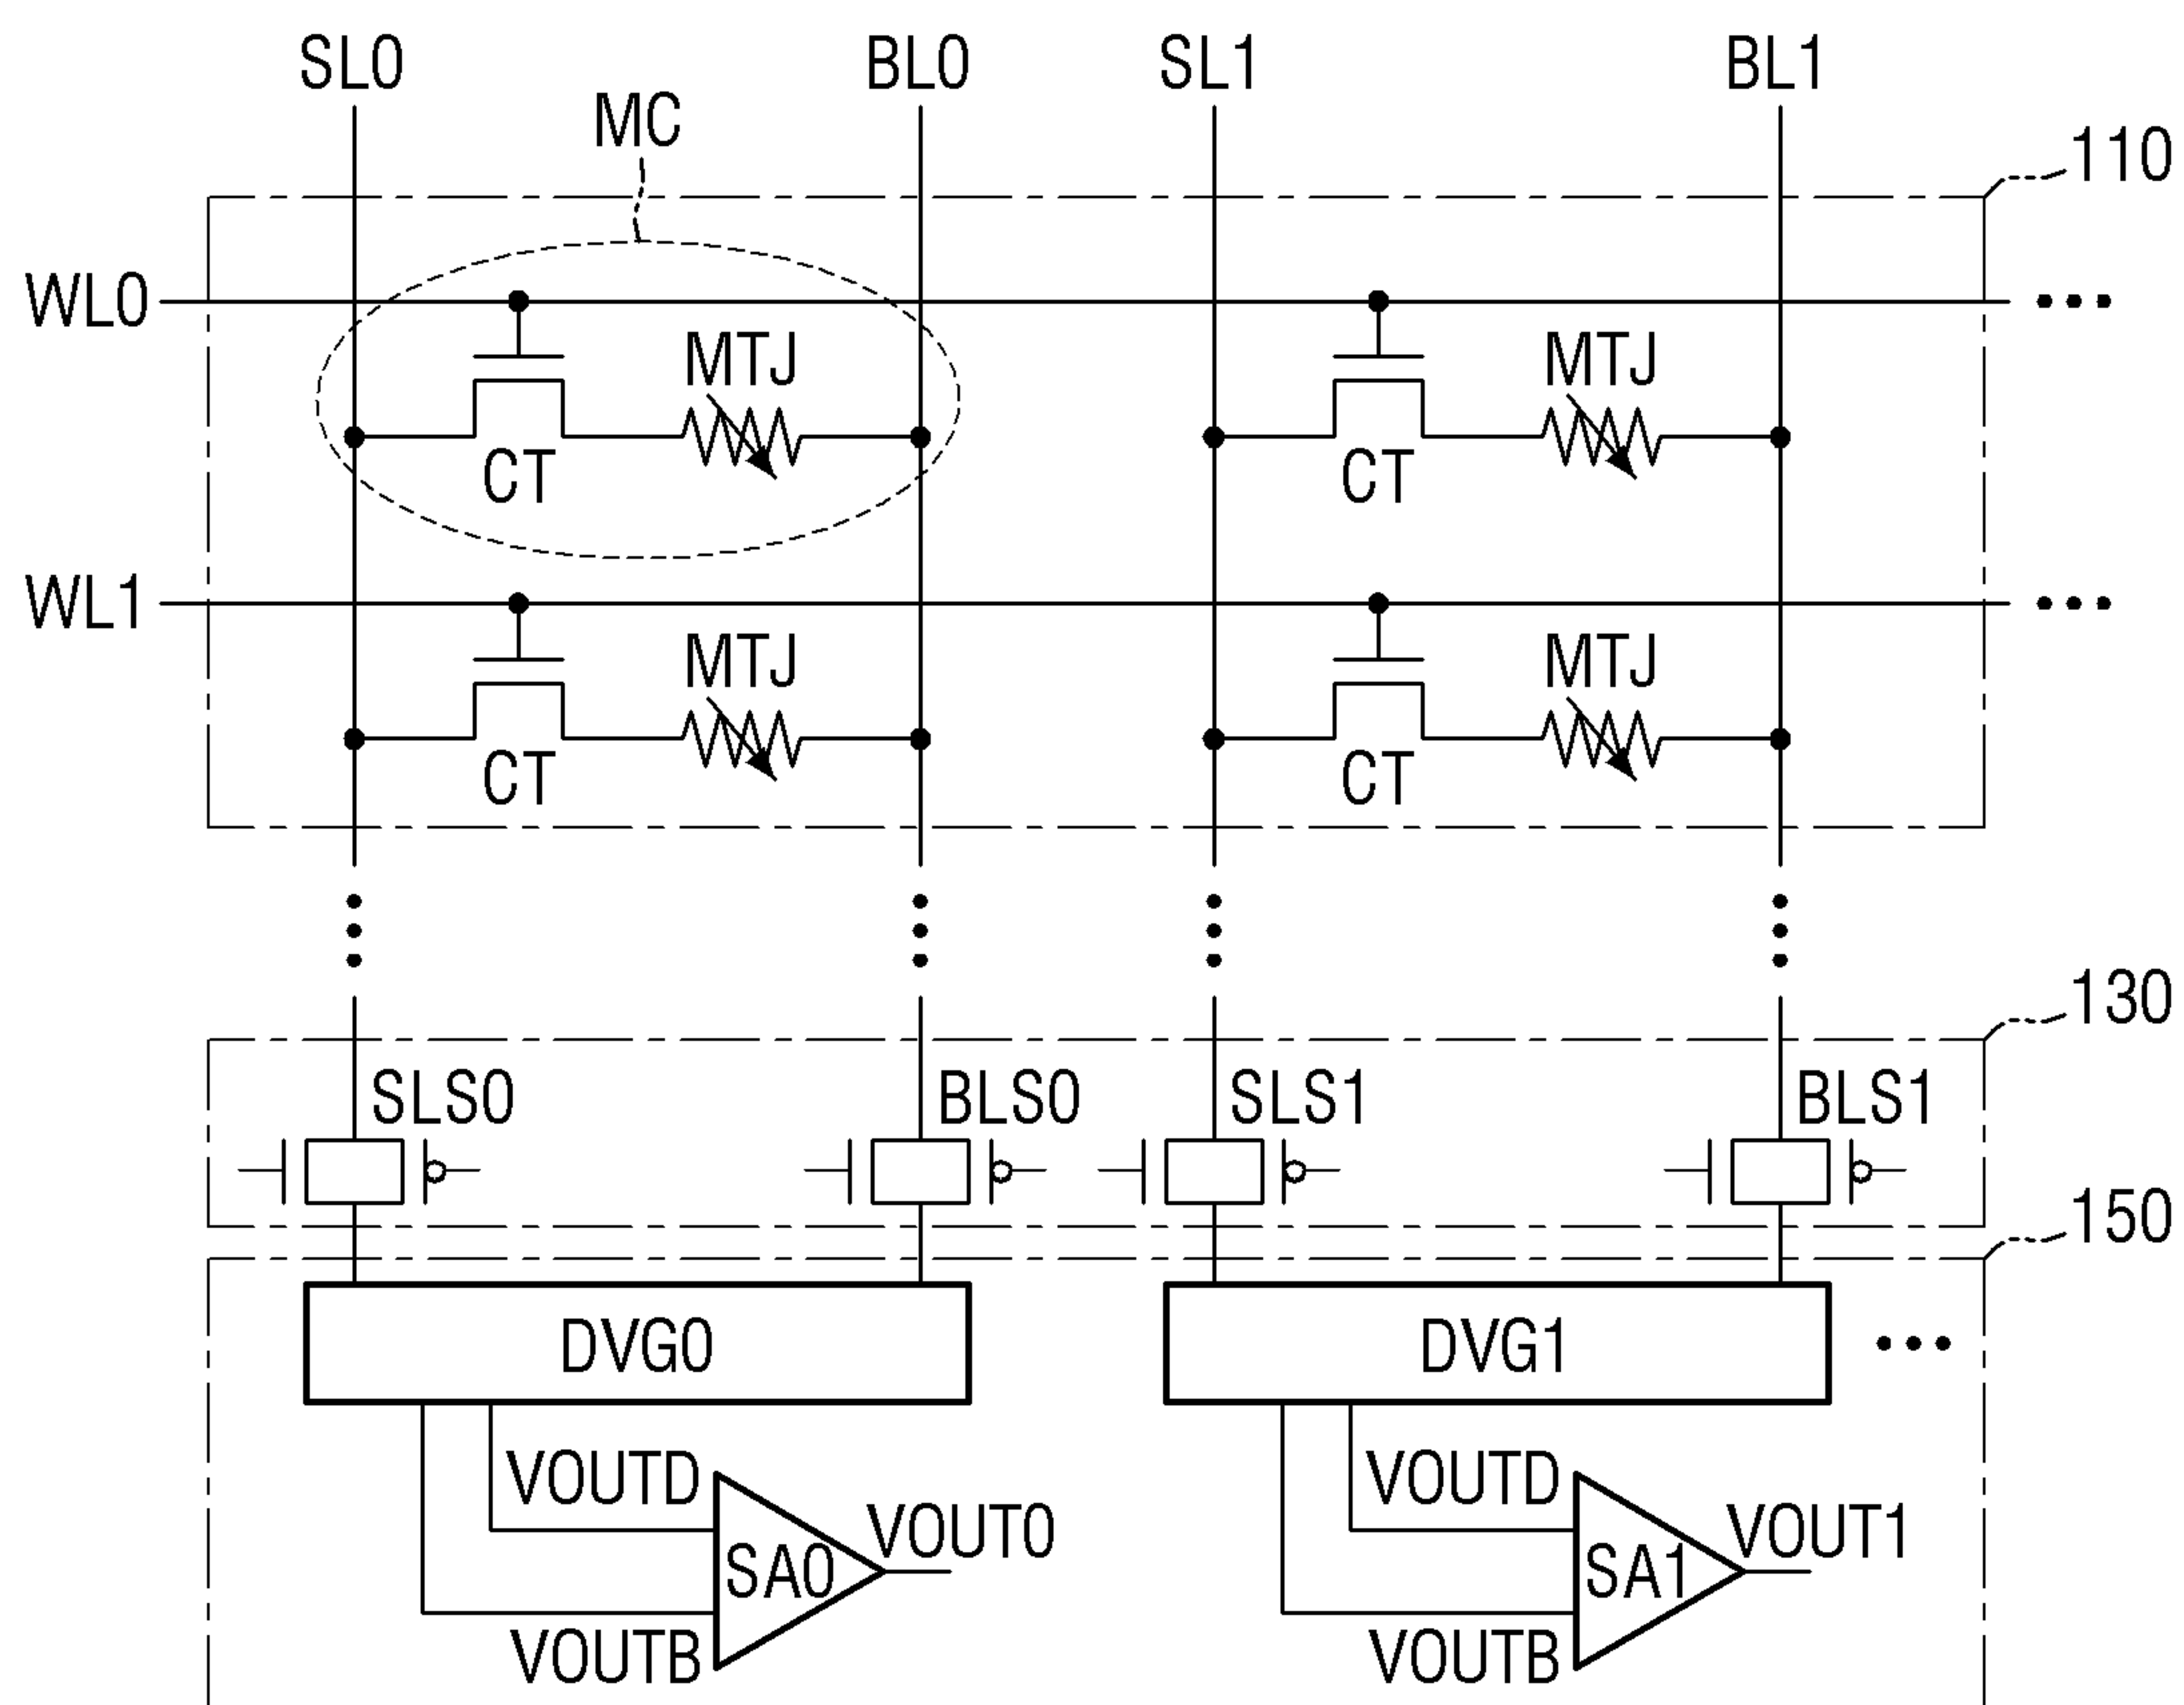 SL0 BL0 SL1 BL1
MC
110
WL0
MTJ MTJ
CT CT
WL1
MTJ MTJ
CT CT
130
SLS0 BLS0 SLS1 BLS1
150
DVG0 DVG1
VOUTD VOUTD
VOUT0 VOUT1
SA0 SA1
VOUTB VOUTB